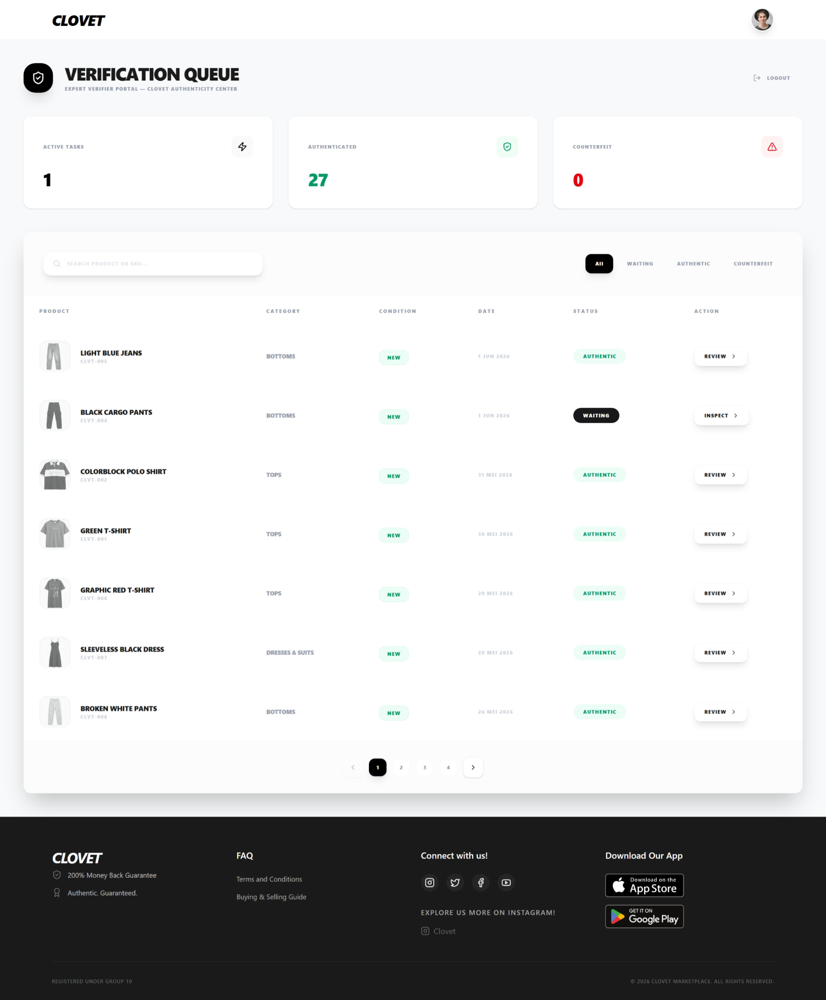 CLOVET
VERIFICATION QUEUE
EXPERT VERIFIER PORTAL — CLOVET AUTHENTICITY CENTER
LOGOUT
ACTIVE TASKS
1
AUTHENTICATED
27
COUNTERFEIT
0
SEARCH PRODUCT OR SKU...
All WAITING AUTHENTIC COUNTERFEIT
PRODUCT CATEGORY CONDITION DATE STATUS ACTION
LIGHT BLUE JEANS
CLVT-005
BOTTOMS NEW 1 JUN 2026 AUTHENTIC REVIEW
BLACK CARGO PANTS
CLVT-004
BOTTOMS NEW 1 JUN 2026 WAITING INSPECT
COLORBLOCK POLO SHIRT
CLVT-002
TOPS NEW 31 MEI 2026 AUTHENTIC REVIEW
GREEN T-SHIRT
CLVT-001
TOPS NEW 30 MEI 2026 AUTHENTIC REVIEW
GRAPHIC RED T-SHIRT
CLVT-008
TOPS NEW 29 MEI 2026 AUTHENTIC REVIEW
SLEEVELESS BLACK DRESS
CLVT-007
DRESSES & SUITS NEW 28 MEI 2026 AUTHENTIC REVIEW
BROKEN WHITE PANTS
CLVT-006
BOTTOMS NEW 26 MEI 2026 AUTHENTIC REVIEW
1 2 3 4
CLOVET
200% Money Back Guarantee
Authentic. Guaranteed.
FAQ
Terms and Conditions
Buying & Selling Guide
Connect with us!
EXPLORE US MORE ON INSTAGRAM!
Clovet
Download Our App
Download on the
App Store
GET IT ON
Google Play
REGISTERED UNDER GROUP 10
© 2026 CLOVET MARKETPLACE. ALL RIGHTS RESERVED.